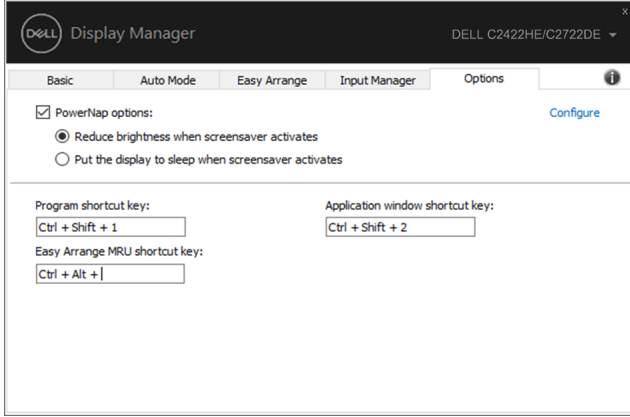 DELL Display Manager
DELL C2422HE/C2722DE
Basic Auto Mode Easy Arrange Input Manager Options
PowerNap options:
Configure
Reduce brightness when screensaver activates
Put the display to sleep when screensaver activates
Program shortcut key:
Application window shortcut key:
Ctrl + Shift + 1
Ctrl + Shift + 2
Easy Arrange MRU shortcut key:
Ctrl + Alt +